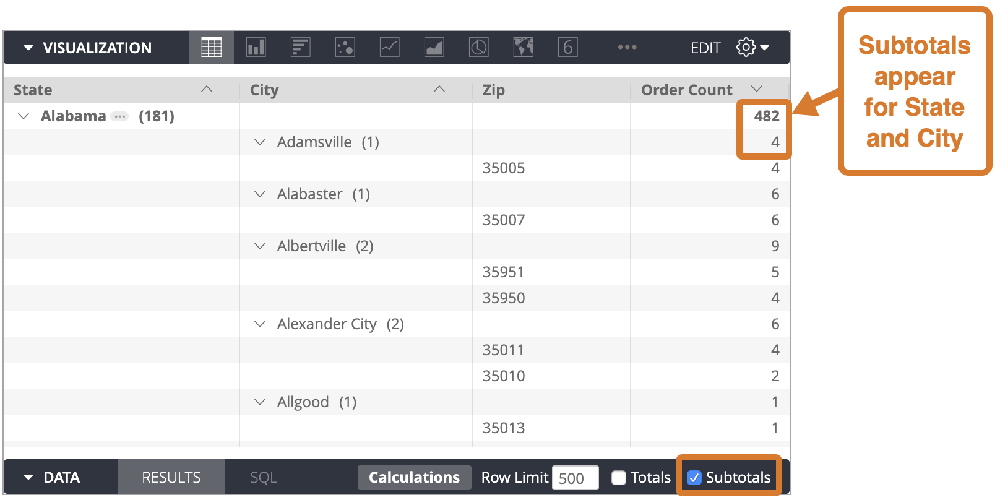 VISUALIZATION 6 ••• EDIT
State City Zip Order Count
Alabama ••• (181) 482
Adamsville (1) 4
35005 4
Alabaster (1) 6
35007 6
Albertville (2) 9
35951 5
35950 4
Alexander City (2) 6
35011 4
35010 2
Allgood (1) 1
35013 1
DATA RESULTS SQL Calculations Row Limit 500 Totals Subtotals
Subtotals
appear
for State
and City